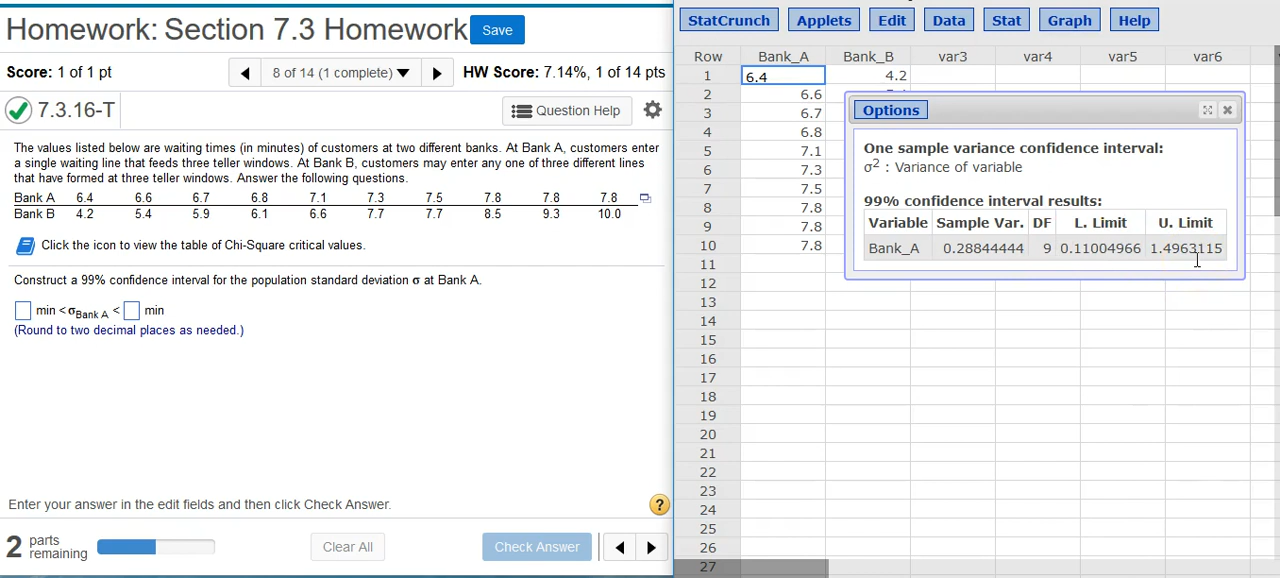 Homework: Section 7.3 Homework Save
Score: 1 of 1 pt 8 of 14 (1 complete) HW Score: 7.14%, 1 of 14 pts
7.3.16-T Question Help
The values listed below are waiting times (in minutes) of customers at two different banks. At Bank A, customers enter
a single waiting line that feeds three teller windows. At Bank B, customers may enter any one of three different lines
that have formed at three teller windows. Answer the following questions.
Bank A 6.4 6.6 6.7 6.8 7.1 7.3 7.5 7.8 7.8 7.8
Bank B 4.2 5.4 5.9 6.1 6.6 7.7 7.7 8.5 9.3 10.0
Click the icon to view the table of Chi-Square critical values.
Construct a 99% confidence interval for the population standard deviation σ at Bank A.
min < σBank A < min
(Round to two decimal places as needed.)
Enter your answer in the edit fields and then click Check Answer.
?
2 parts remaining Clear All Check Answer
StatCrunch Applets Edit Data Stat Graph Help
Row Bank_A Bank_B var3 var4 var5 var6
1 6.4 4.2
2 6.6
3 6.7
4 6.8
5 7.1
6 7.3
7 7.5
8 7.8
9 7.8
10 7.8
11
12
13
14
15
16
17
18
19
20
21
22
23
24
25
26
27
Options
One sample variance confidence interval:
σ² : Variance of variable
99% confidence interval results:
Variable Sample Var. DF L. Limit U. Limit
Bank_A 0.28844444 9 0.11004966 1.4963115